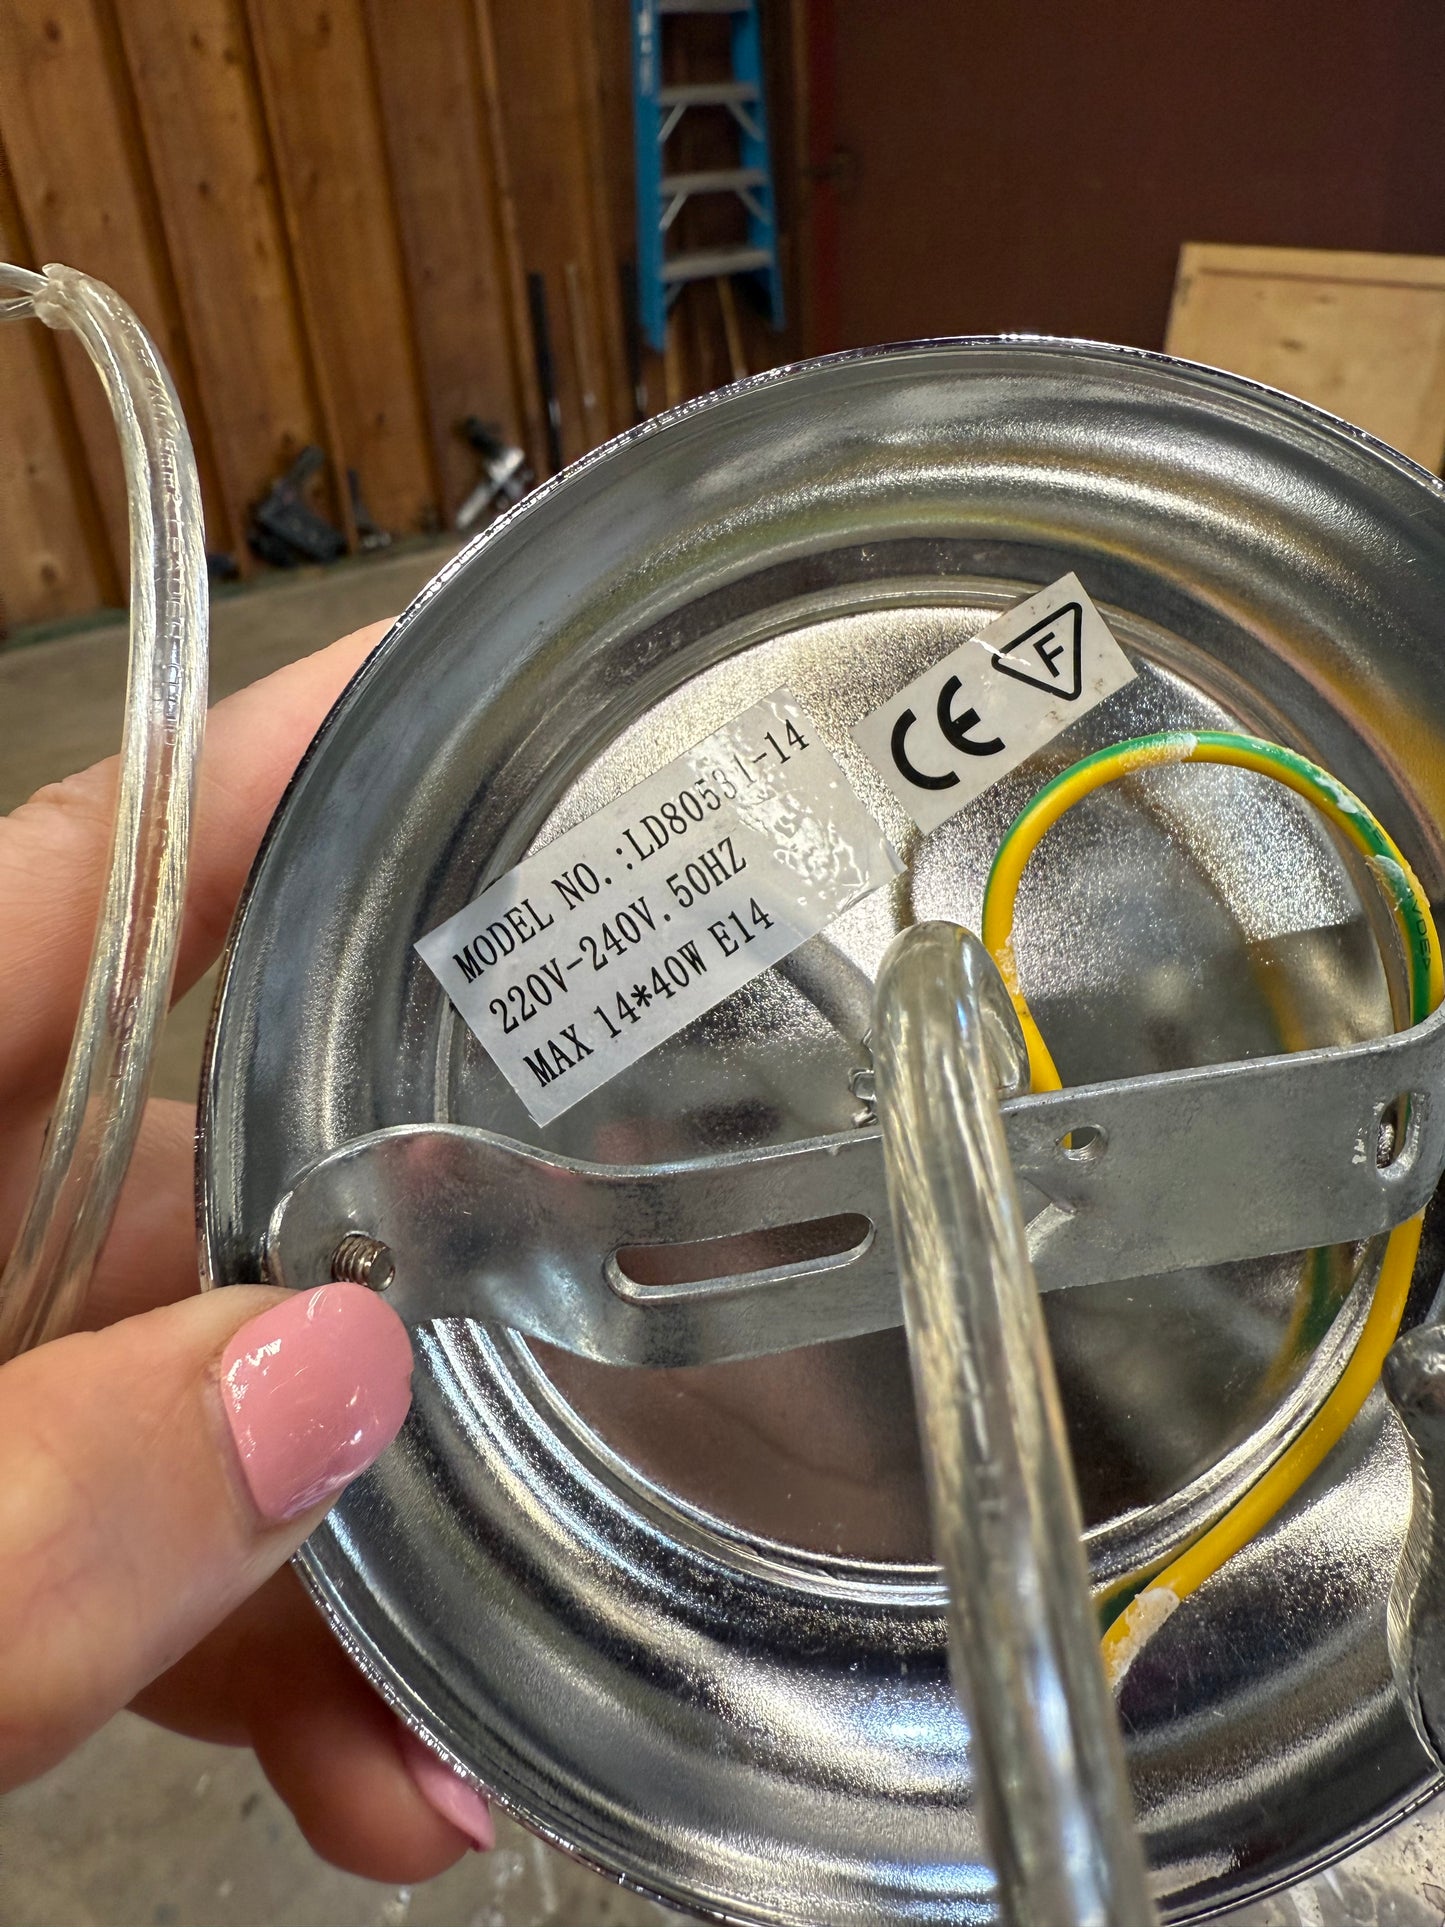 MODEL NO.:LD80531-14
220V-240V.50HZ
MAX 14*40W E14
CE F